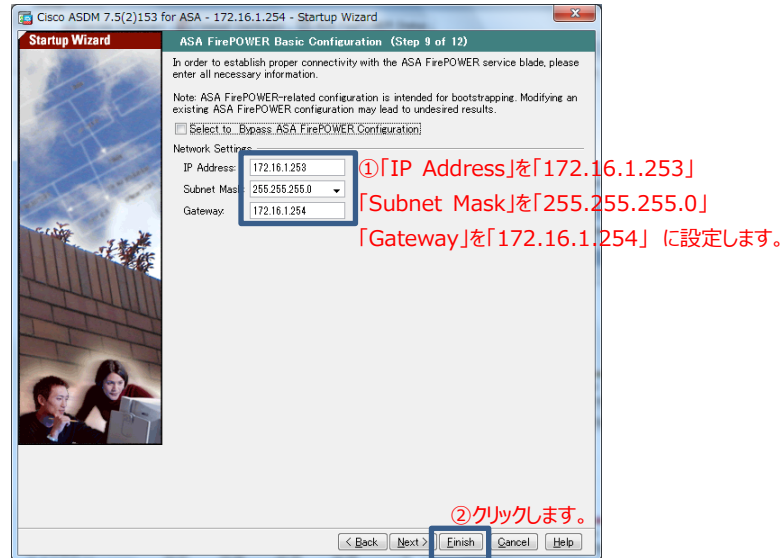 Cisco ASDM 7.5(2)153 for ASA - 172.16.1.254 - Startup Wizard
Startup Wizard
ASA FirePOWER Basic Configuration (Step 9 of 12)
In order to establish proper connectivity with the ASA FirePOWER service blade, please
enter all necessary information.
Note: ASA FirePOWER-related configuration is intended for bootstrapping. Modifying an
existing ASA FirePOWER configuration may lead to undesired results.
Select to Bypass ASA FirePOWER Configuration
Network Settings
IP Address: 172.16.1.253 ①「IP Address」を「172.16.1.253」
Subnet Mask: 255.255.255.0 「Subnet Mask」を「255.255.255.0」
Gateway: 172.16.1.254 「Gateway」を「172.16.1.254」 に設定します。
②クリックします。
< Back Next > Finish Cancel Help